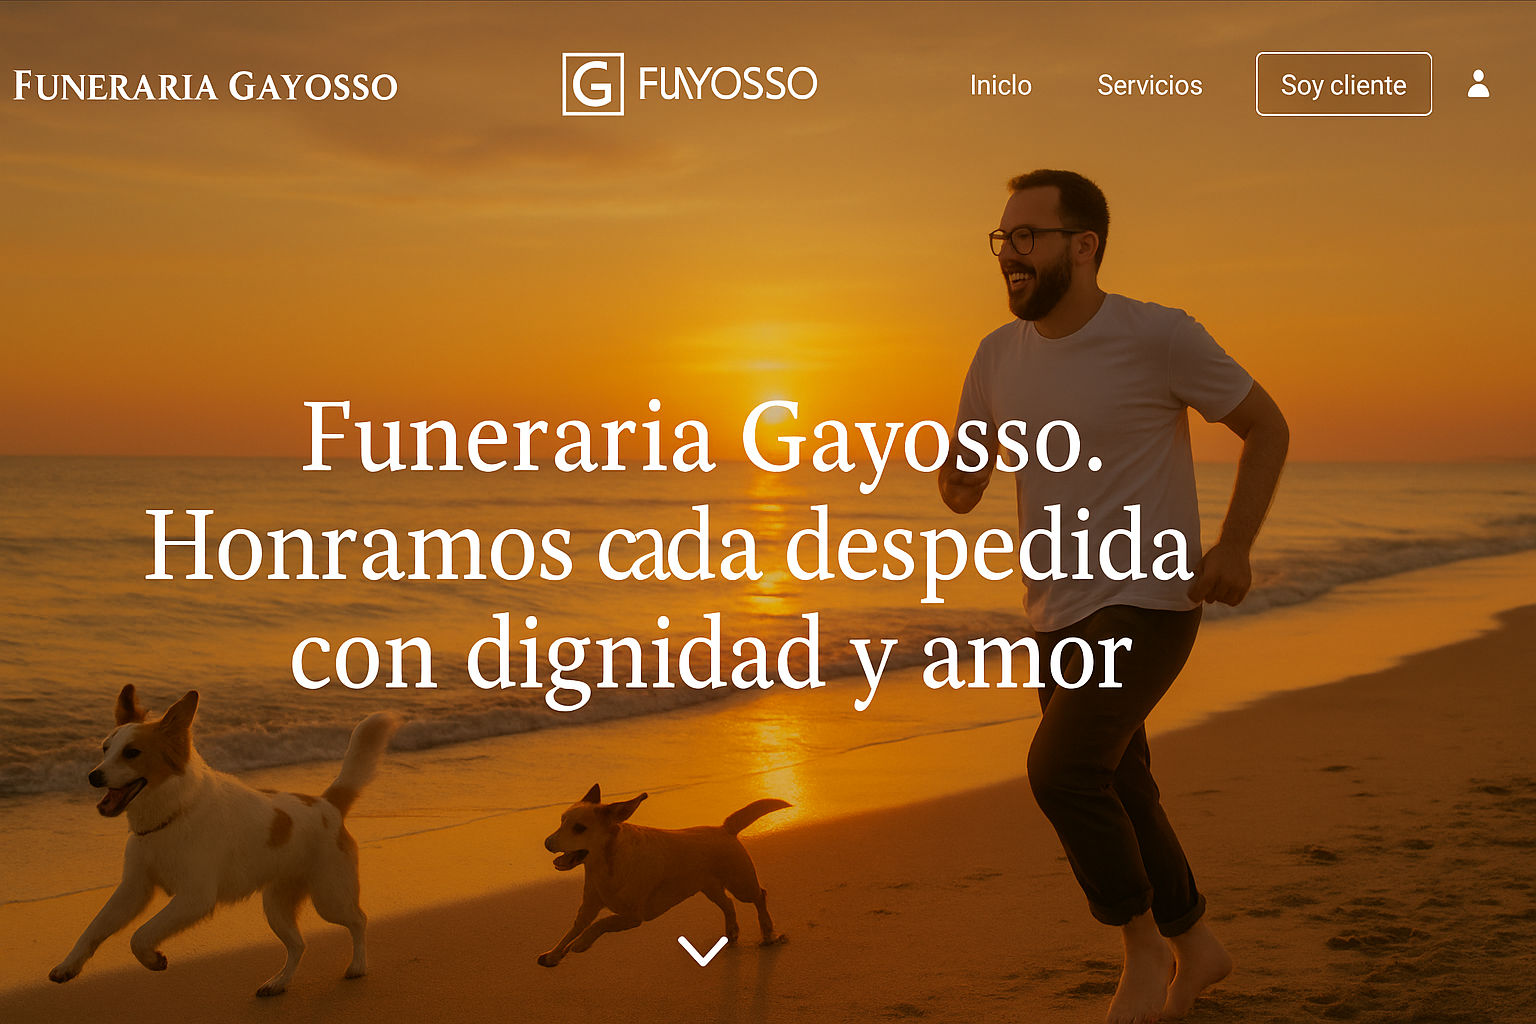 FUNERARIA GAYOSSO
G FUYOSSO
Iniclo
Servicios
Soy cliente
Funeraria Gayosso.
Honramos cada despedida
con dignidad y amor